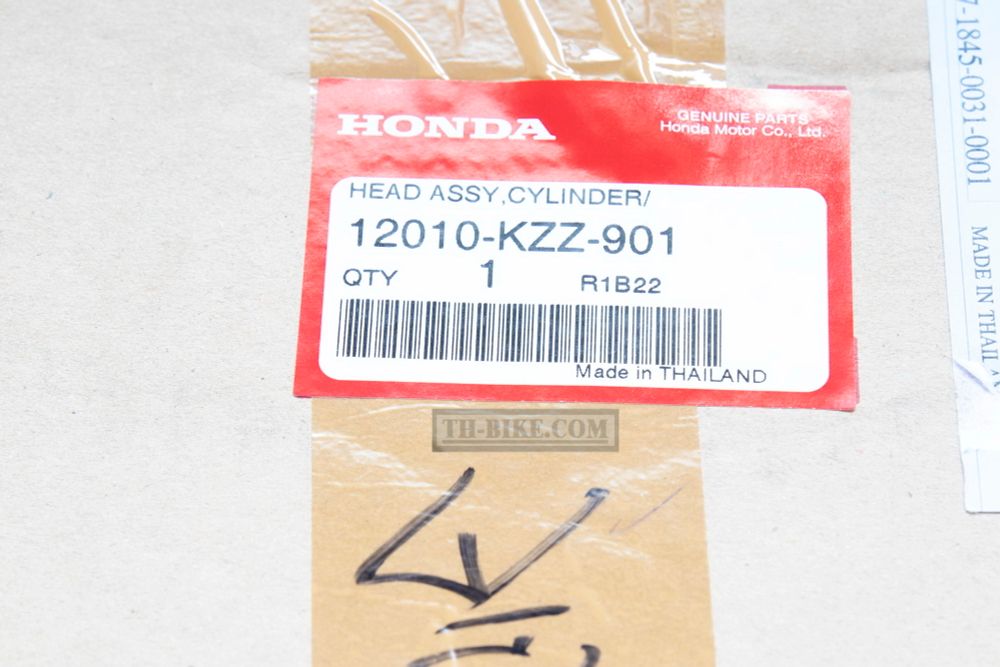 HONDA
GENUINE PARTS
Honda Motor Co., Ltd.
HEAD ASSY,CYLINDER/
12010-KZZ-901
QTY 1 R1B22
Made in THAILAND
TH-BIKE.COM
7-1845-0031-0001
MADE IN THAILA